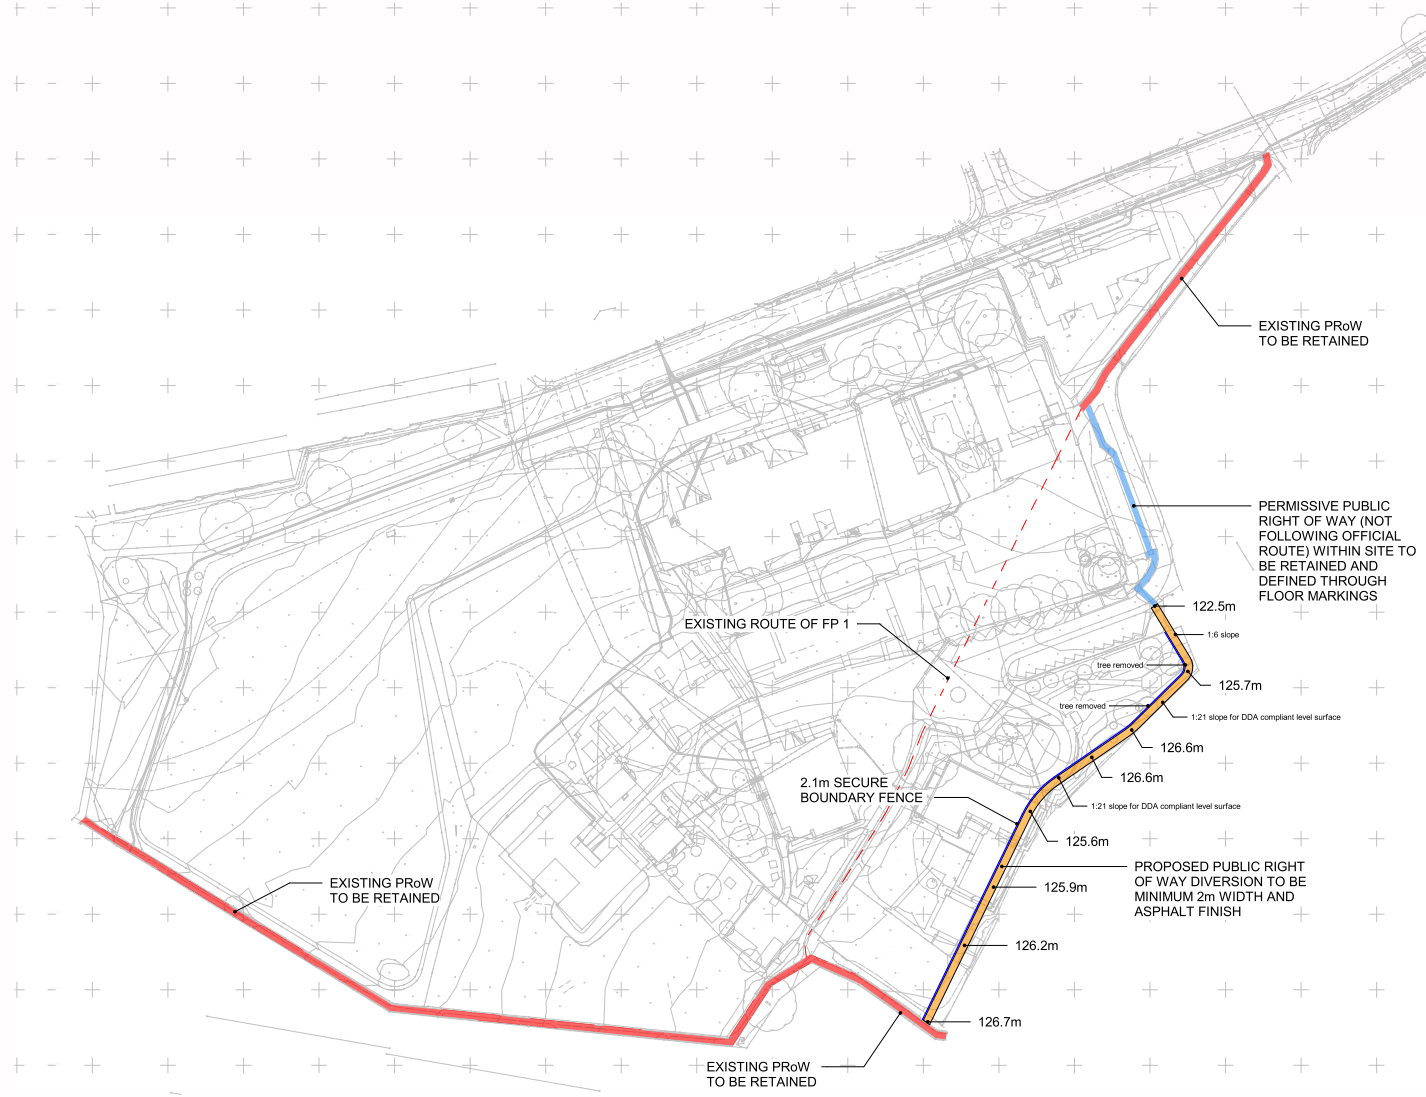 EXISTING PRoW
TO BE RETAINED
PERMISSIVE PUBLIC
RIGHT OF WAY (NOT
FOLLOWING OFFICIAL
ROUTE) WITHIN SITE TO
BE RETAINED AND
DEFINED THROUGH
FLOOR MARKINGS
122.5m
EXISTING ROUTE OF FP 1
1:6 slope
tree removed
125.7m
tree removed
1:21 slope for DDA compliant level surface
126.6m
126.6m
2.1m SECURE
BOUNDARY FENCE
1:21 slope for DDA compliant level surface
125.6m
PROPOSED PUBLIC RIGHT
OF WAY DIVERSION TO BE
MINIMUM 2m WIDTH AND
ASPHALT FINISH
125.9m
EXISTING PRoW
TO BE RETAINED
126.2m
126.7m
EXISTING PRoW
TO BE RETAINED